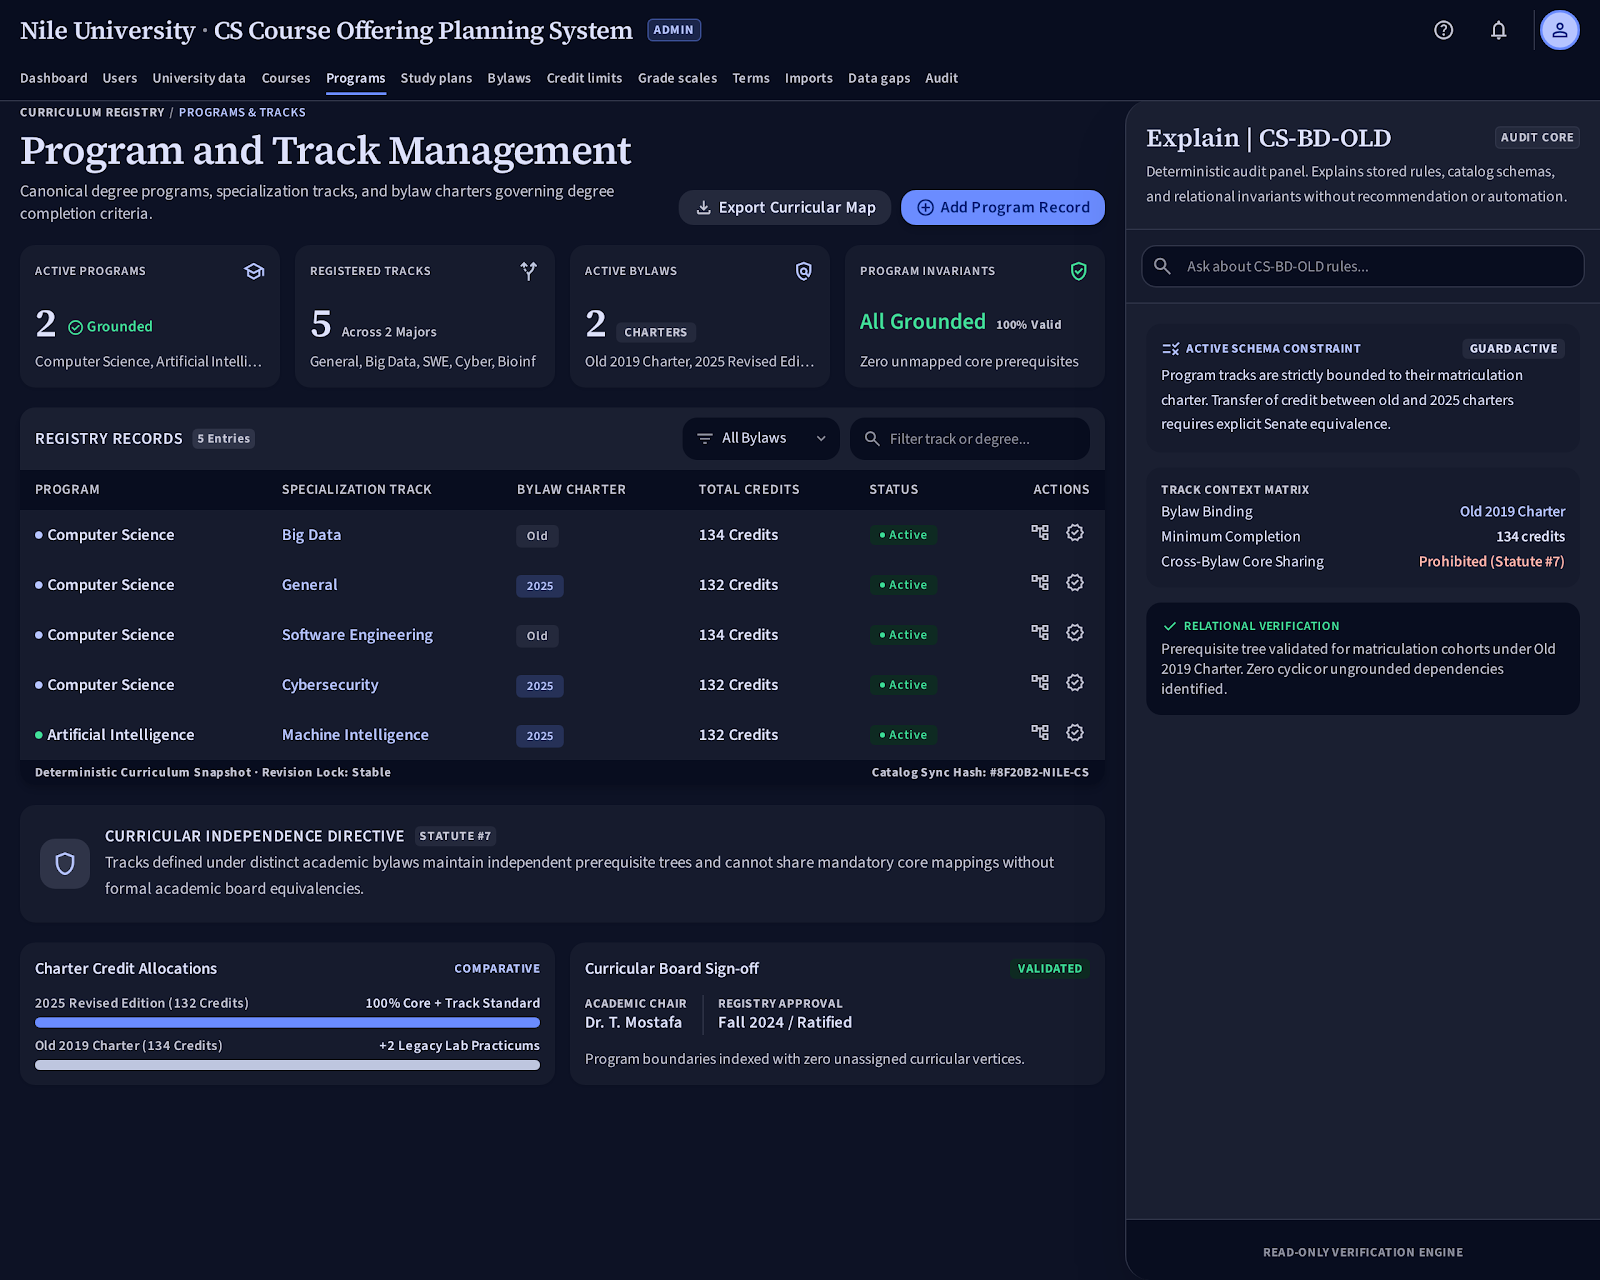 Nile University · CS Course Offering Planning System ADMIN
Dashboard Users University data Courses Programs Study plans Bylaws Credit limits Grade scales Terms Imports Data gaps Audit
CURRICULUM REGISTRY / PROGRAMS & TRACKS
Program and Track Management
Canonical degree programs, specialization tracks, and bylaw charters governing degree
completion criteria.
Export Curricular Map
Add Program Record
ACTIVE PROGRAMS
2 Grounded
Computer Science, Artificial Intelli...
REGISTERED TRACKS
5 Across 2 Majors
General, Big Data, SWE, Cyber, Bioinf
ACTIVE BYLAWS
2 CHARTERS
Old 2019 Charter, 2025 Revised Edi...
PROGRAM INVARIANTS
All Grounded 100% Valid
Zero unmapped core prerequisites
REGISTRY RECORDS 5 Entries
All Bylaws
Filter track or degree...
PROGRAM SPECIALIZATION TRACK BYLAW CHARTER TOTAL CREDITS STATUS ACTIONS
Computer Science Big Data Old 134 Credits Active
Computer Science General 2025 132 Credits Active
Computer Science Software Engineering Old 134 Credits Active
Computer Science Cybersecurity 2025 132 Credits Active
Artificial Intelligence Machine Intelligence 2025 132 Credits Active
Deterministic Curriculum Snapshot · Revision Lock: Stable Catalog Sync Hash: #8F20B2-NILE-CS
CURRICULAR INDEPENDENCE DIRECTIVE STATUTE #7
Tracks defined under distinct academic bylaws maintain independent prerequisite trees and cannot share mandatory core mappings without
formal academic board equivalencies.
Charter Credit Allocations COMPARATIVE
2025 Revised Edition (132 Credits) 100% Core + Track Standard
Old 2019 Charter (134 Credits) +2 Legacy Lab Practicums
Curricular Board Sign-off VALIDATED
ACADEMIC CHAIR REGISTRY APPROVAL
Dr. T. Mostafa Fall 2024 / Ratified
Program boundaries indexed with zero unassigned curricular vertices.
Explain | CS-BD-OLD AUDIT CORE
Deterministic audit panel. Explains stored rules, catalog schemas,
and relational invariants without recommendation or automation.
Ask about CS-BD-OLD rules...
ACTIVE SCHEMA CONSTRAINT GUARD ACTIVE
Program tracks are strictly bounded to their matriculation
charter. Transfer of credit between old and 2025 charters
requires explicit Senate equivalence.
TRACK CONTEXT MATRIX
Bylaw Binding Old 2019 Charter
Minimum Completion 134 credits
Cross-Bylaw Core Sharing Prohibited (Statute #7)
RELATIONAL VERIFICATION
Prerequisite tree validated for matriculation cohorts under Old
2019 Charter. Zero cyclic or ungrounded dependencies
identified.
READ-ONLY VERIFICATION ENGINE